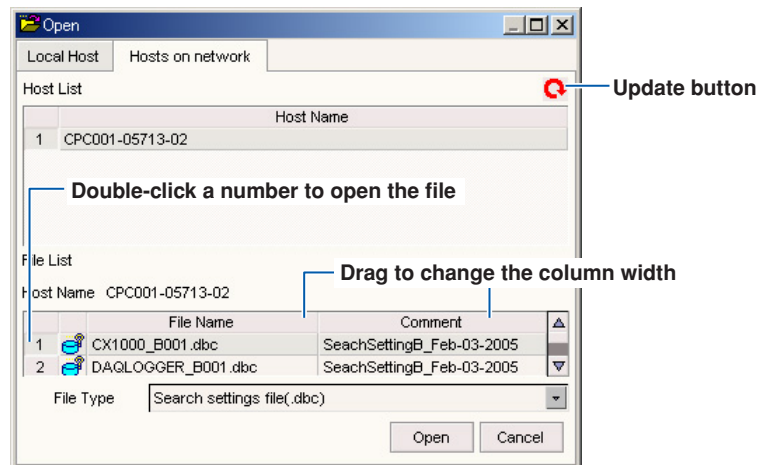 Open
Local Host Hosts on network
Host List
Update button
Host Name
1 CPC001-05713-02
Double-click a number to open the file
File List
Drag to change the column width
Host Name CPC001-05713-02
File Name Comment
1 CX1000_B001.dbc SeachSettingB_Feb-03-2005
2 DAQLOGGER_B001.dbc SeachSettingB_Feb-03-2005
File Type Search settings file(.dbc)
Open Cancel